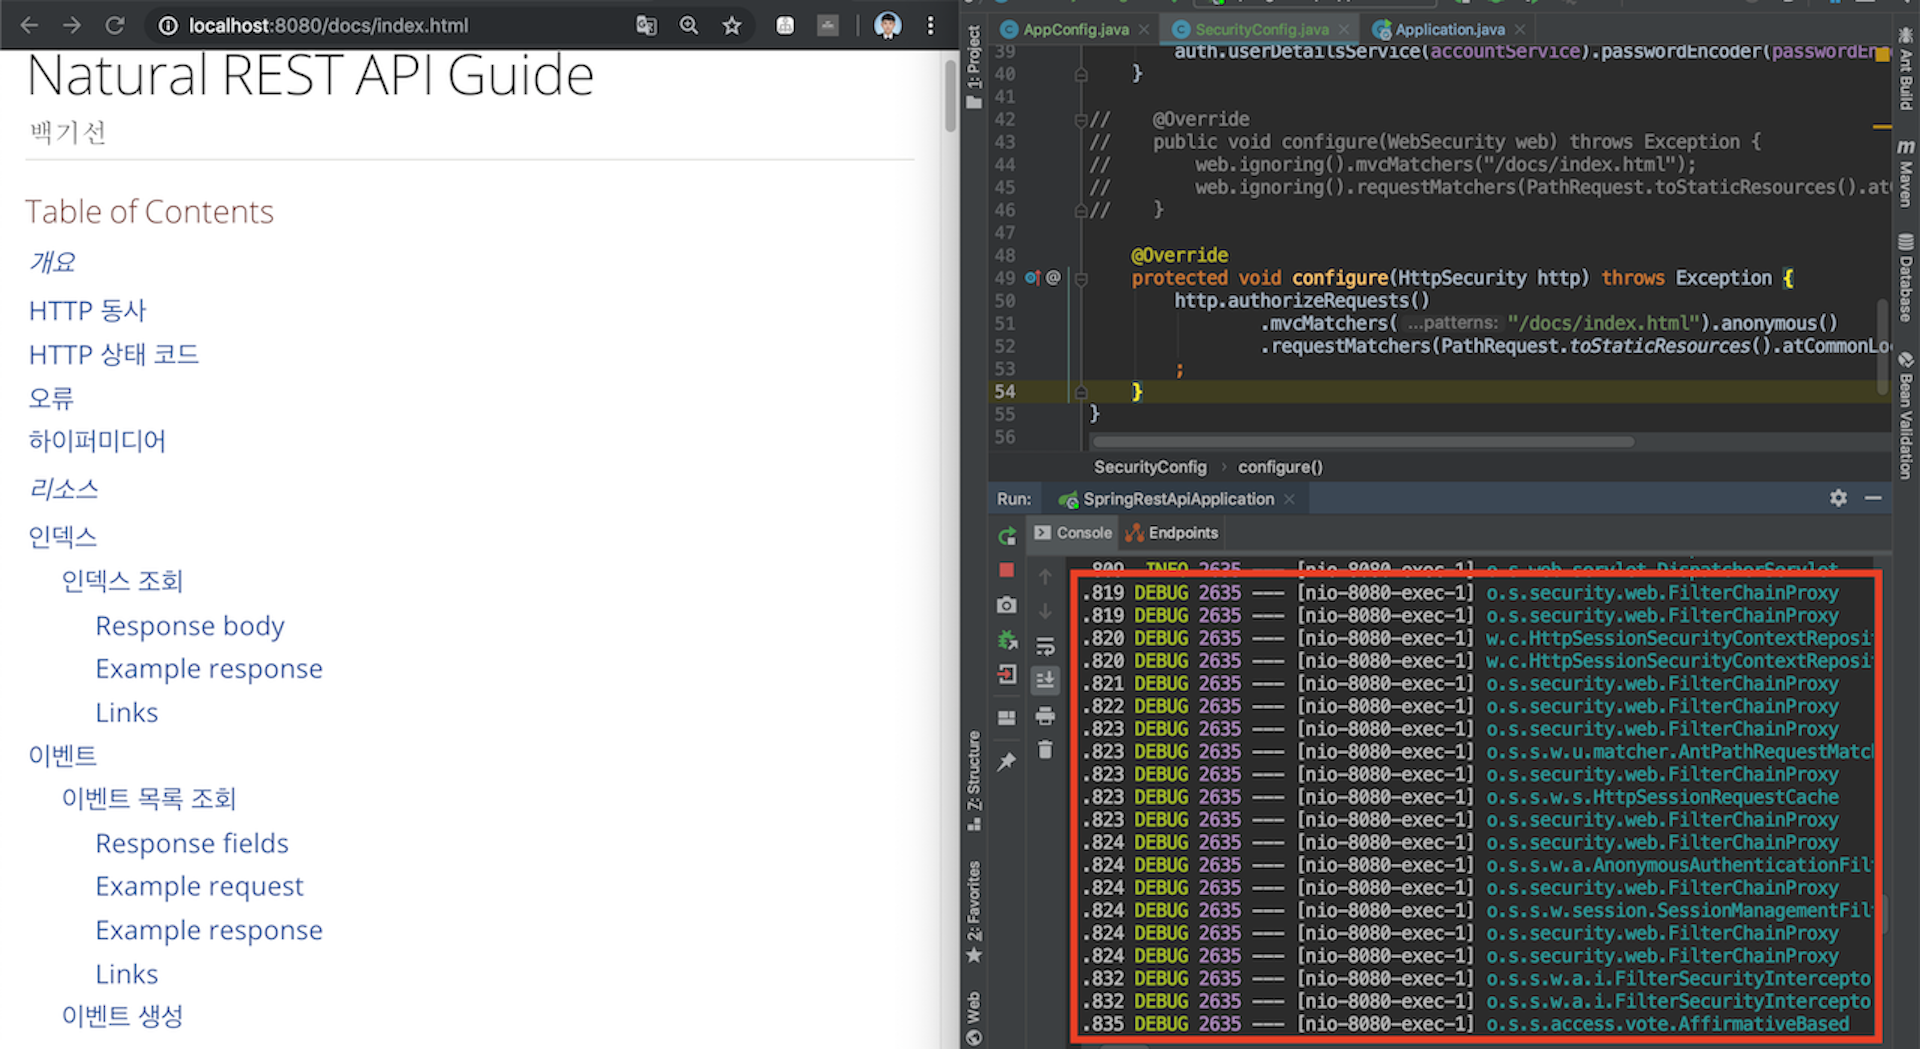 localhost:8080/docs/index.html
Natural REST API Guide
백기선
Table of Contents
개요
HTTP 동사
HTTP 상태 코드
오류
하이퍼미디어
리소스
인덱스
인덱스 조회
Response body
Example response
Links
이벤트
이벤트 목록 조회
Response fields
Example request
Example response
Links
이벤트 생성
AppConfig.java
SecurityConfig.java
Application.java
1: Project
Z: Structure
2: Favorites
Web
39 auth.userDetailsService(accountService).passwordEncoder(passwordEn
40 }
41
42 // @Override
43 // public void configure(WebSecurity web) throws Exception {
44 // web.ignoring().mvcMatchers("/docs/index.html");
45 // web.ignoring().requestMatchers(PathRequest.toStaticResources().at
46 // }
47
48 @Override
49 @ protected void configure(HttpSecurity http) throws Exception {
50 http.authorizeRequests()
51 .mvcMatchers( ...patterns: "/docs/index.html").anonymous()
52 .requestMatchers(PathRequest.toStaticResources().atCommonLo
53 ;
54 }
55 }
56
SecurityConfig › configure()
Run: SpringRestApiApplication
Console Endpoints
.809 INFO 2635 --- [nio-8080-exec-1] o.s.web.servlet.DispatcherServlet
.819 DEBUG 2635 --- [nio-8080-exec-1] o.s.security.web.FilterChainProxy
.819 DEBUG 2635 --- [nio-8080-exec-1] o.s.security.web.FilterChainProxy
.820 DEBUG 2635 --- [nio-8080-exec-1] w.c.HttpSessionSecurityContextReposi
.820 DEBUG 2635 --- [nio-8080-exec-1] w.c.HttpSessionSecurityContextReposi
.821 DEBUG 2635 --- [nio-8080-exec-1] o.s.security.web.FilterChainProxy
.822 DEBUG 2635 --- [nio-8080-exec-1] o.s.security.web.FilterChainProxy
.823 DEBUG 2635 --- [nio-8080-exec-1] o.s.security.web.FilterChainProxy
.823 DEBUG 2635 --- [nio-8080-exec-1] o.s.s.w.u.matcher.AntPathRequestMatc
.823 DEBUG 2635 --- [nio-8080-exec-1] o.s.security.web.FilterChainProxy
.823 DEBUG 2635 --- [nio-8080-exec-1] o.s.s.w.s.HttpSessionRequestCache
.823 DEBUG 2635 --- [nio-8080-exec-1] o.s.security.web.FilterChainProxy
.824 DEBUG 2635 --- [nio-8080-exec-1] o.s.security.web.FilterChainProxy
.824 DEBUG 2635 --- [nio-8080-exec-1] o.s.s.w.a.AnonymousAuthenticationFil
.824 DEBUG 2635 --- [nio-8080-exec-1] o.s.security.web.FilterChainProxy
.824 DEBUG 2635 --- [nio-8080-exec-1] o.s.s.w.session.SessionManagementFil
.824 DEBUG 2635 --- [nio-8080-exec-1] o.s.security.web.FilterChainProxy
.824 DEBUG 2635 --- [nio-8080-exec-1] o.s.security.web.FilterChainProxy
.832 DEBUG 2635 --- [nio-8080-exec-1] o.s.s.w.a.i.FilterSecurityIntercepto
.832 DEBUG 2635 --- [nio-8080-exec-1] o.s.s.w.a.i.FilterSecurityIntercepto
.835 DEBUG 2635 --- [nio-8080-exec-1] o.s.s.access.vote.AffirmativeBased
Ant Build
Maven
Database
Bean Validation